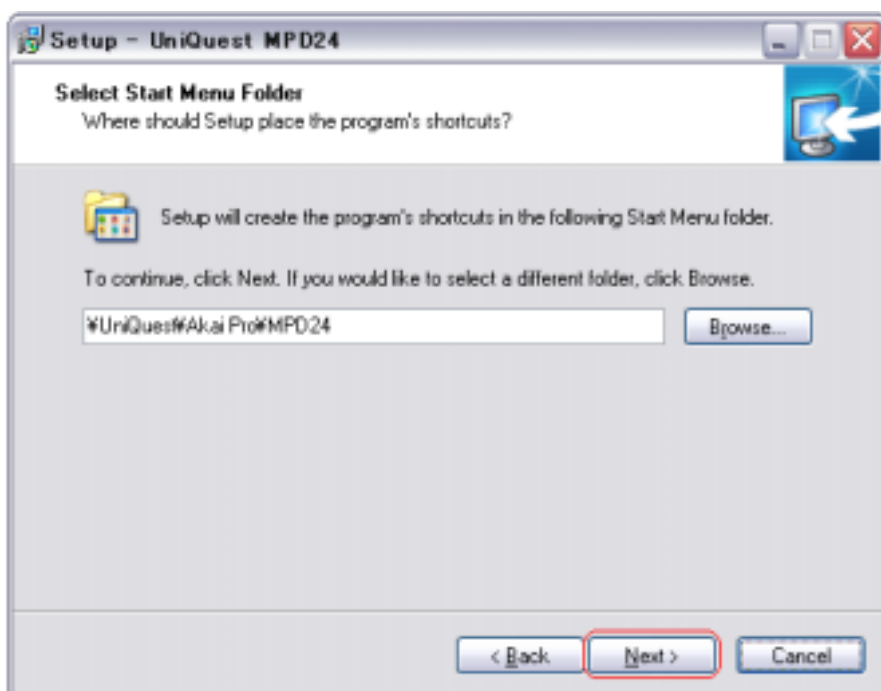 Setup - UniQuest MPD24
Select Start Menu Folder
Where should Setup place the program's shortcuts?
Setup will create the program's shortcuts in the following Start Menu folder.
To continue, click Next. If you would like to select a different folder, click Browse.
¥UniQuest¥Akai Pro¥MPD24
Browse...
< Back
Next >
Cancel